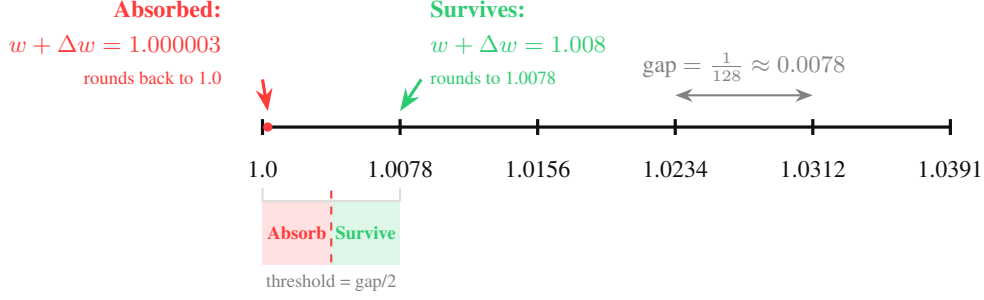 Absorbed:
w + Δw = 1.000003
rounds back to 1.0
Survives:
w + Δw = 1.008
rounds to 1.0078
gap = 1/128 ≈ 0.0078
1.0 1.0078 1.0156 1.0234 1.0312 1.0391
Absorb Survive
threshold = gap/2